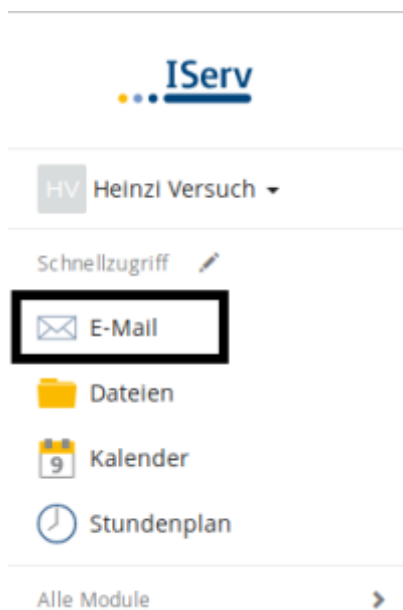 IServ
HV Heinzi Versuch
Schnellzugriff
E-Mail
Dateien
9 Kalender
Stundenplan
Alle Module